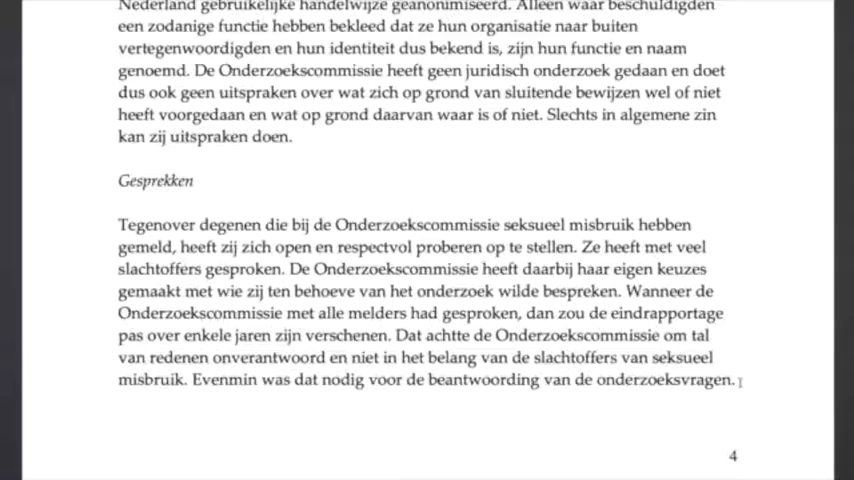 Nederland gebruikelijke handelwijze geanonimiseerd. Alleen waar beschuldigden
een zodanige functie hebben bekleed dat ze hun organisatie naar buiten
vertegenwoordigden en hun identiteit dus bekend is, zijn hun functie en naam
genoemd. De Onderzoekscommissie heeft geen juridisch onderzoek gedaan en doet
dus ook geen uitspraken over wat zich op grond van sluitende bewijzen wel of niet
heeft voorgedaan en wat op grond daarvan waar is of niet. Slechts in algemene zin
kan zij uitspraken doen.
Gesprekken
Tegenover degenen die bij de Onderzoekscommissie seksueel misbruik hebben
gemeld, heeft zij zich open en respectvol proberen op te stellen. Ze heeft met veel
slachtoffers gesproken. De Onderzoekscommissie heeft daarbij haar eigen keuzes
gemaakt met wie zij ten behoeve van het onderzoek wilde bespreken. Wanneer de
Onderzoekscommissie met alle melders had gesproken, dan zou de eindrapportage
pas over enkele jaren zijn verschenen. Dat achtte de Onderzoekscommissie om tal
van redenen onverantwoord en niet in het belang van de slachtoffers van seksueel
misbruik. Evenmin was dat nodig voor de beantwoording van de onderzoeksvragen.
4